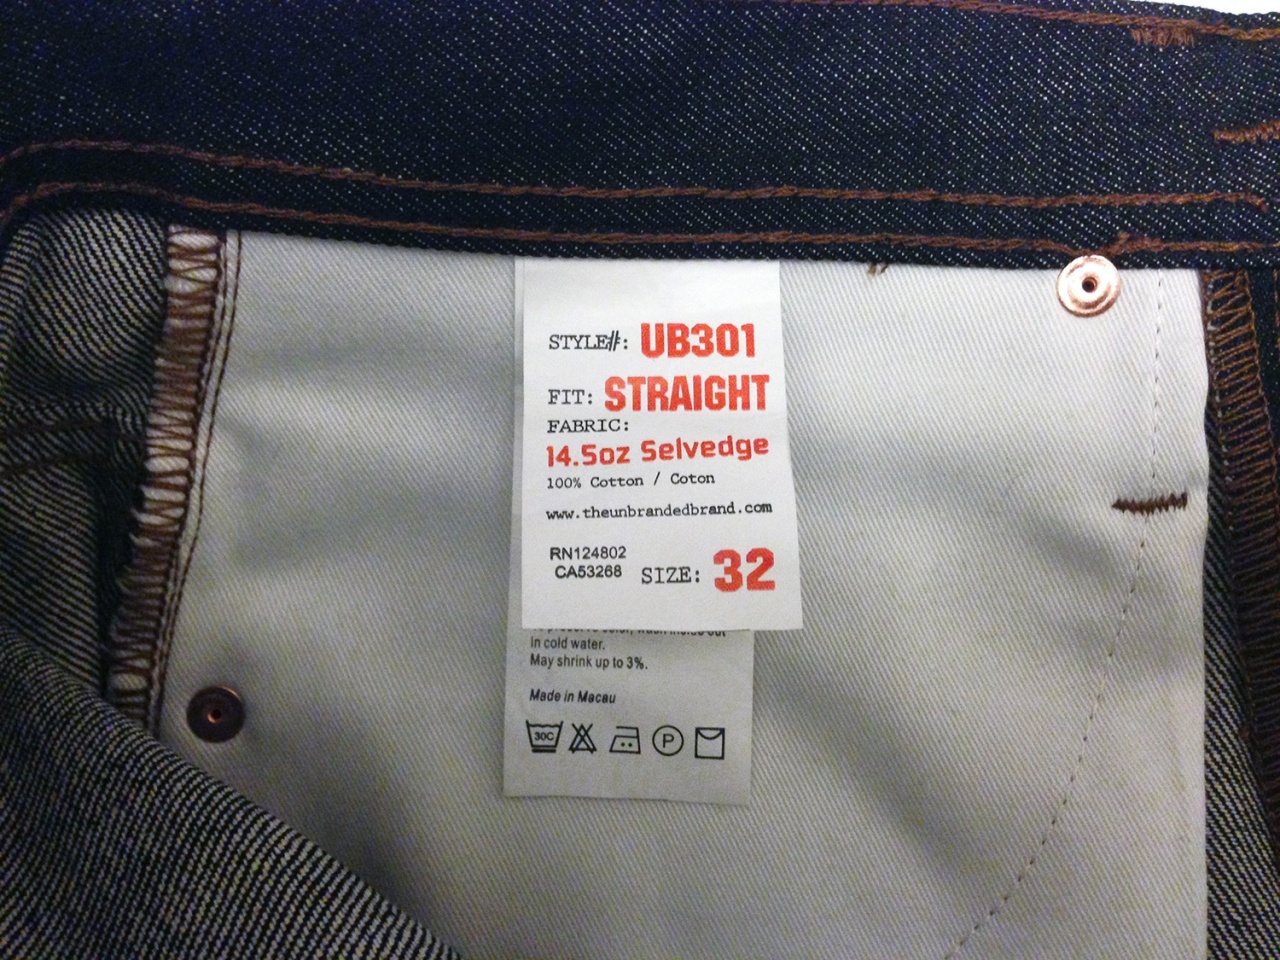 STYLE#: UB301
FIT: STRAIGHT
FABRIC:
14.5oz Selvedge
100% Cotton / Coton
www.theunbrandedbrand.com
RN124802
CA53268
SIZE: 32
in cold water.
May shrink up to 3%.
Made in Macau
30C
P